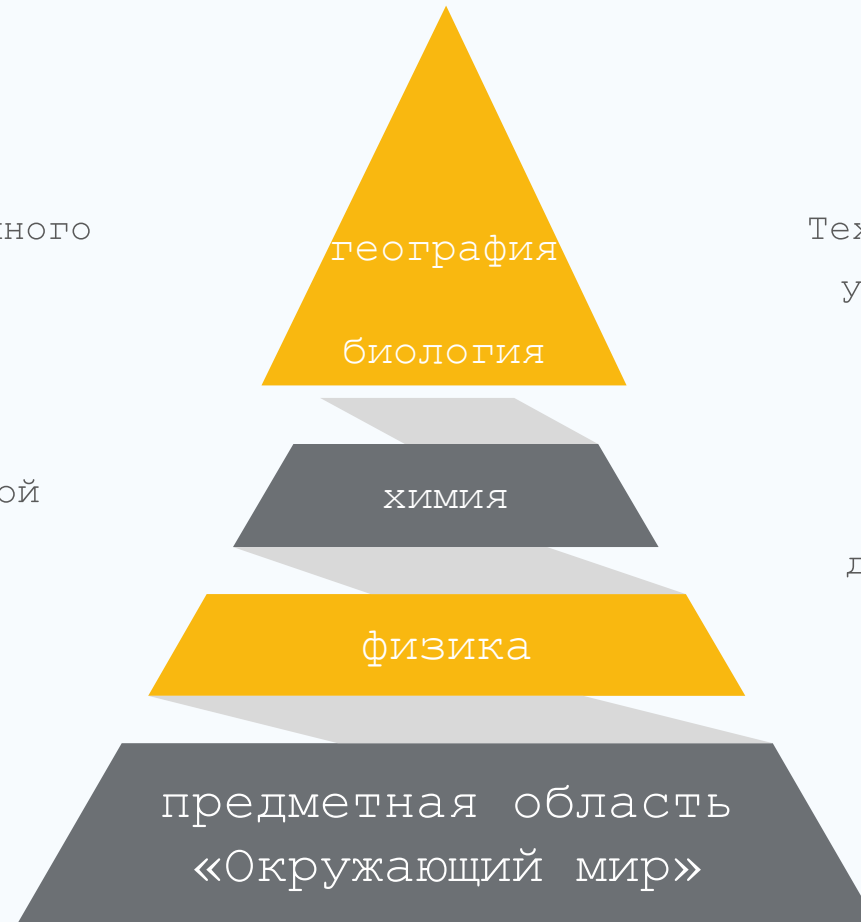 география
биология
химия
физика
предметная область
«Окружающий мир»